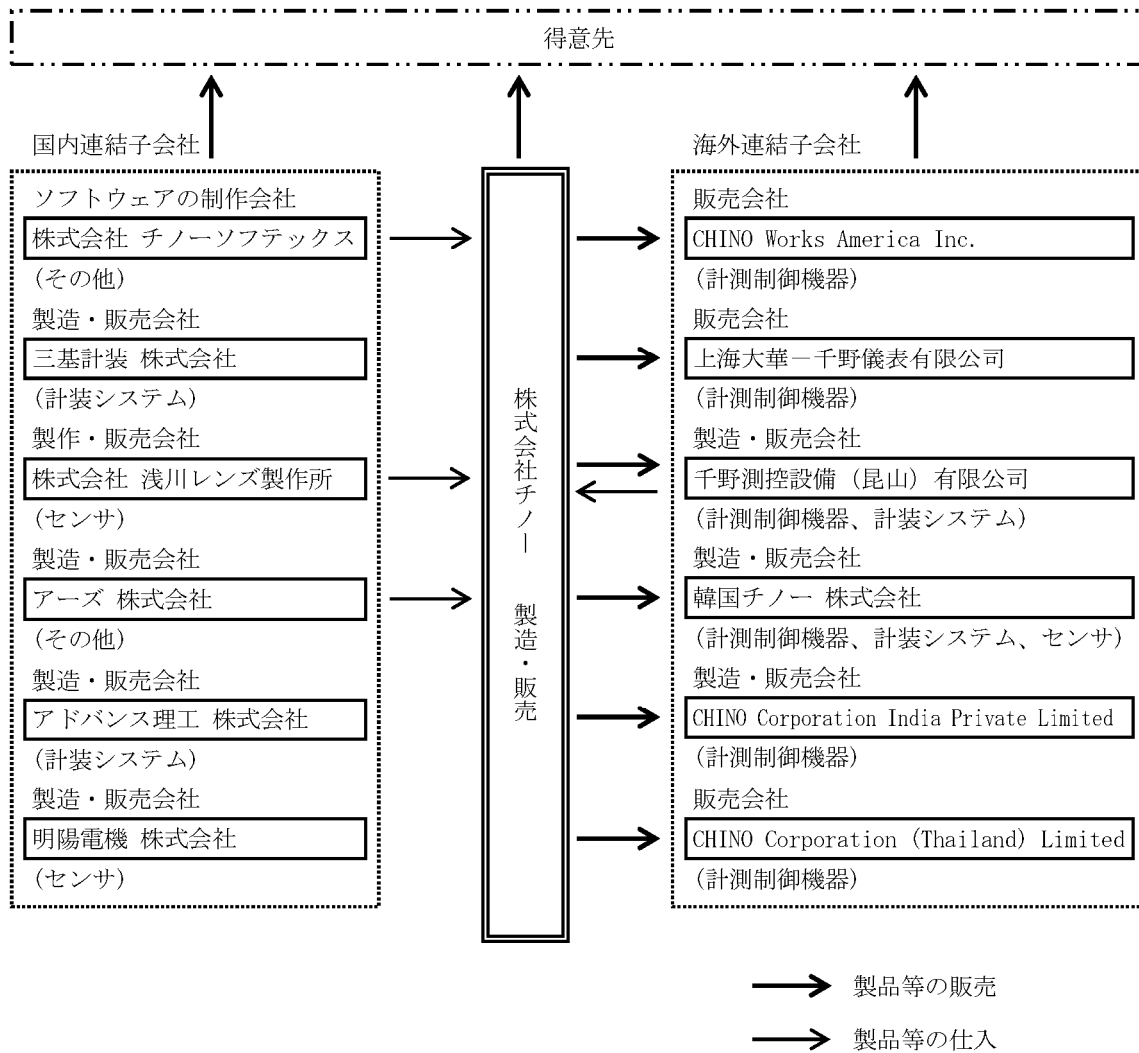 得意先
国内連結子会社
ソフトウェアの制作会社
株式会社 チノーソフテックス
(その他)
製造・販売会社
三基計装 株式会社
(計装システム)
製作・販売会社
株式会社 浅川レンズ製作所
(センサ)
製造・販売会社
アーズ 株式会社
(その他)
製造・販売会社
アドバンス理工 株式会社
(計装システム)
製造・販売会社
明陽電機 株式会社
(センサ)
株式会社チノー 製造・販売
海外連結子会社
販売会社
CHINO Works America Inc.
(計測制御機器)
販売会社
上海大華－千野儀表有限公司
(計測制御機器)
製造・販売会社
千野測控設備（昆山）有限公司
(計測制御機器、計装システム)
製造・販売会社
韓国チノー 株式会社
(計測制御機器、計装システム、センサ)
製造・販売会社
CHINO Corporation India Private Limited
(計測制御機器)
販売会社
CHINO Corporation (Thailand) Limited
(計測制御機器)
製品等の販売
製品等の仕入